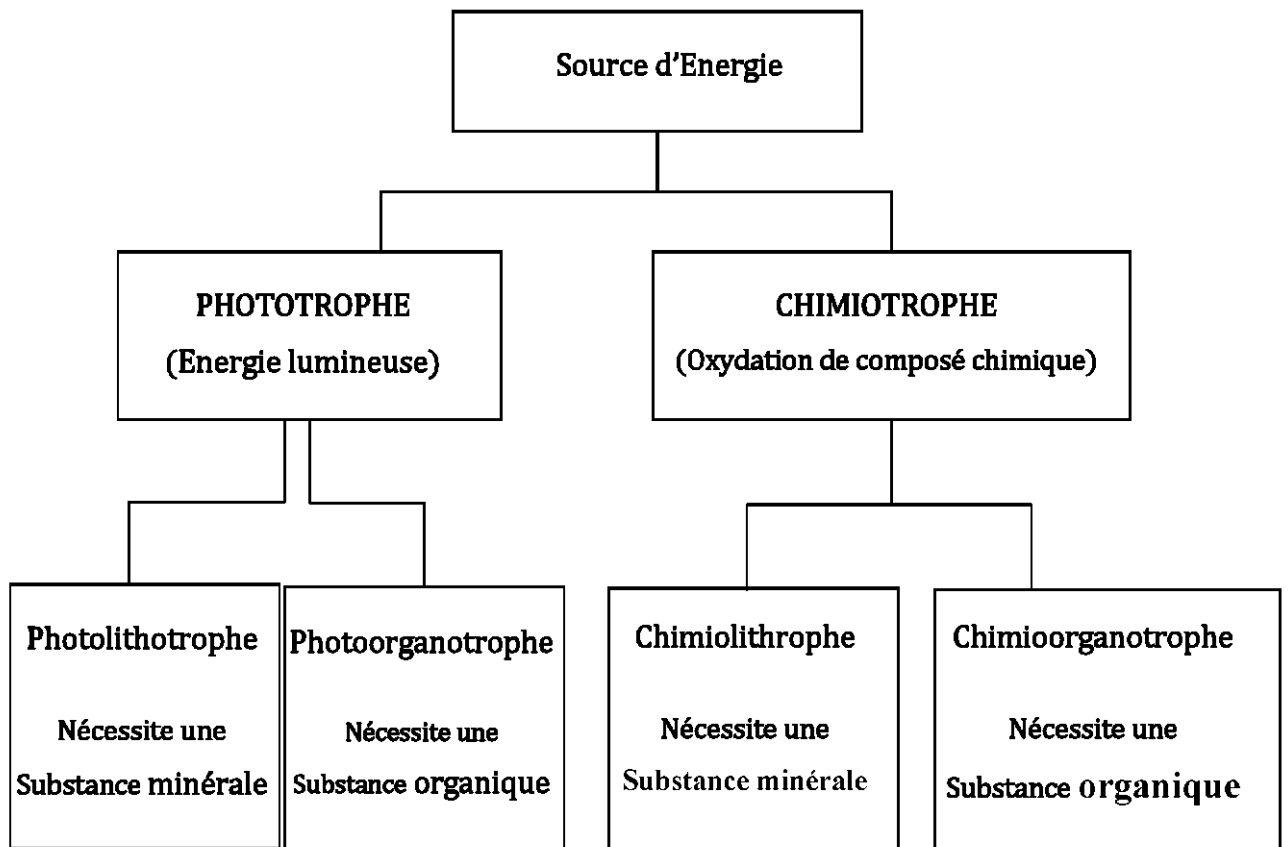 Source d'Energie
PHOTOTROPHE
(Energie lumineuse)
CHIMIOTROPHE
(Oxydation de composé chimique)
Photolithotrophe
Nécessite une
Substance minérale
Photoorganotrophe
Nécessite une
Substance organique
Chimiolithrophe
Nécessite une
Substance minérale
Chimioorganotrophe
Nécessite une
Substance organique